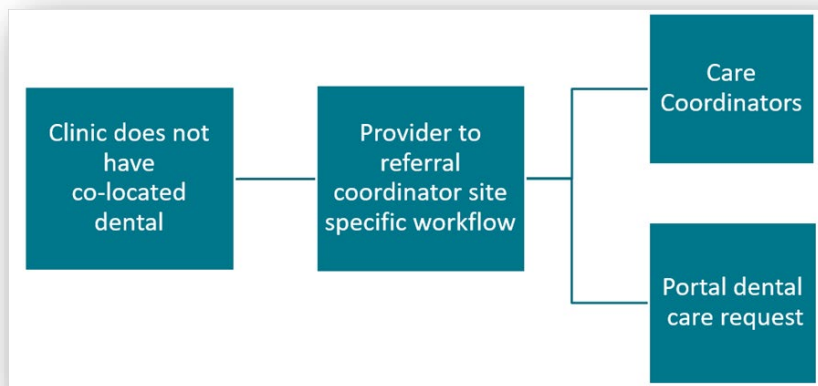 Clinic does not
have
co-located
dental
Provider to
referral
coordinator site
specific workflow
Care
Coordinators
Portal dental
care request